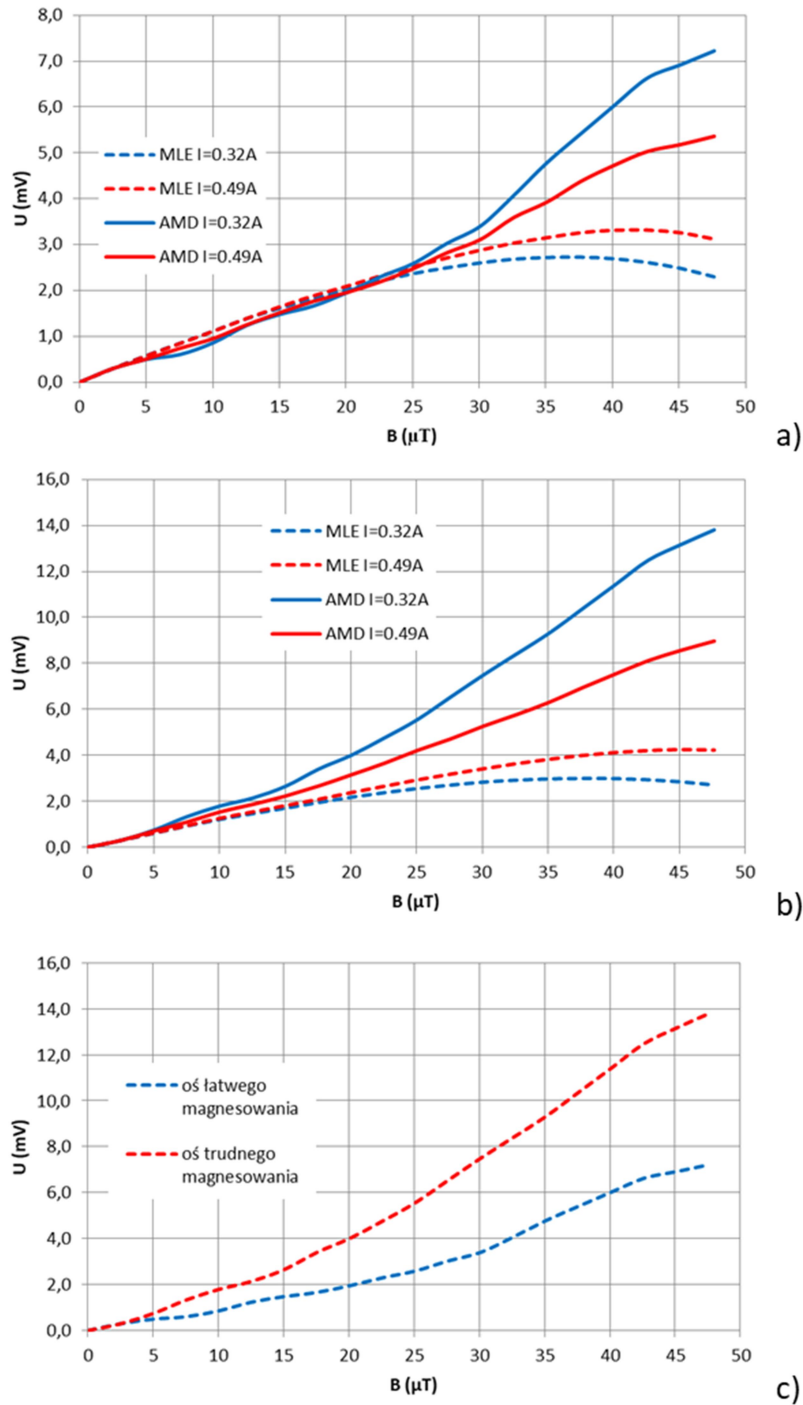 8,0
7,0
6,0
5,0
4,0
3,0
2,0
1,0
0,0
U (mV)
MLE I=0.32A
MLE I=0.49A
AMD I=0.32A
AMD I=0.49A
0 5 10 15 20 25 30 35 40 45 50
B (μT)
a)
16,0
14,0
12,0
10,0
8,0
6,0
4,0
2,0
0,0
U (mV)
MLE I=0.32A
MLE I=0.49A
AMD I=0.32A
AMD I=0.49A
0 5 10 15 20 25 30 35 40 45 50
B (μT)
b)
16,0
14,0
12,0
10,0
8,0
6,0
4,0
2,0
0,0
U (mV)
oś łatwego
magnesowania
oś trudnego
magnesowania
0 5 10 15 20 25 30 35 40 45 50
B (μT)
c)